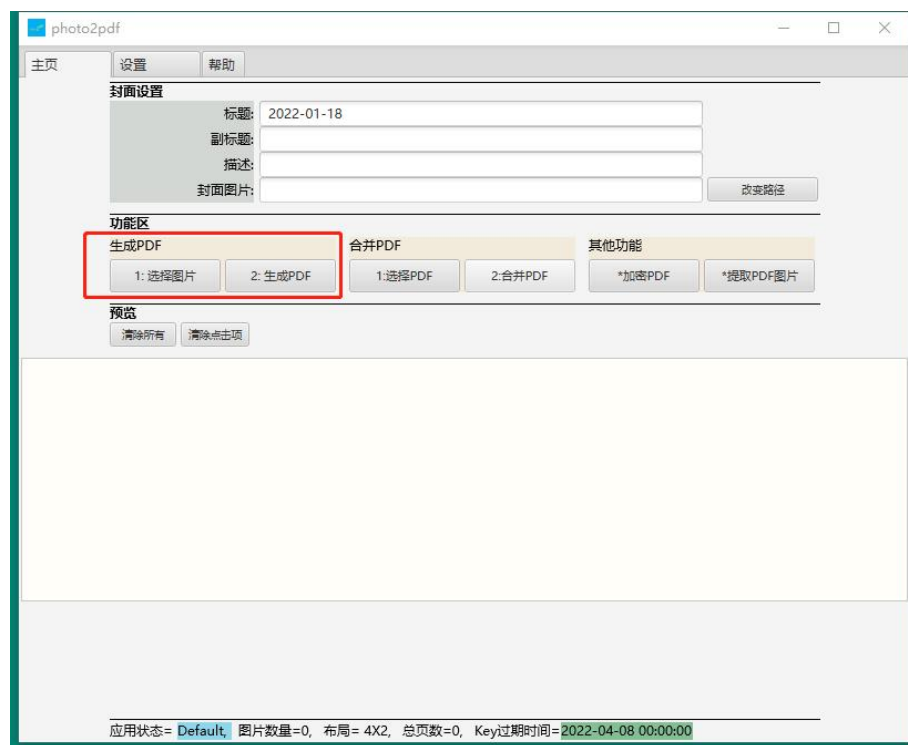 photo2pdf
主页 设置 帮助
封面设置
标题: 2022-01-18
副标题:
描述:
封面图片: 改变路径
功能区
生成PDF 合并PDF 其他功能
1: 选择图片 2: 生成PDF 1:选择PDF 2:合并PDF *加密PDF *提取PDF图片
预览
清除所有 清除点击项
应用状态= Default, 图片数量=0, 布局= 4X2, 总页数=0, Key过期时间=2022-04-08 00:00:00